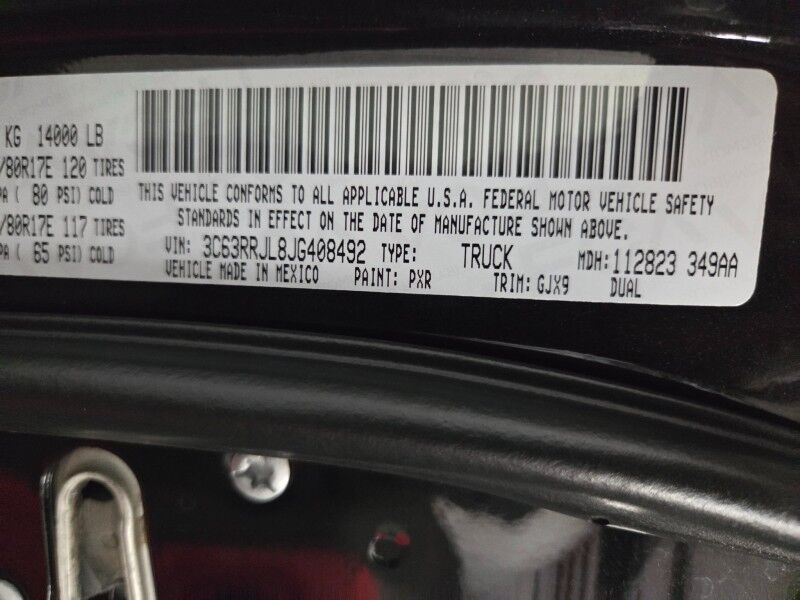 KG 14000 LB
/80R17E 120 TIRES
PA ( 80 PSI) COLD
/80R17E 117 TIRES
PA ( 65 PSI) COLD
THIS VEHICLE CONFORMS TO ALL APPLICABLE U.S.A. FEDERAL MOTOR VEHICLE SAFETY
STANDARDS IN EFFECT ON THE DATE OF MANUFACTURE SHOWN ABOVE.
VIN: 3C63RRJL8JG408492 TYPE: TRUCK MDH:112823 349AA
VEHICLE MADE IN MEXICO PAINT: PXR TRIM: GJX9 DUAL